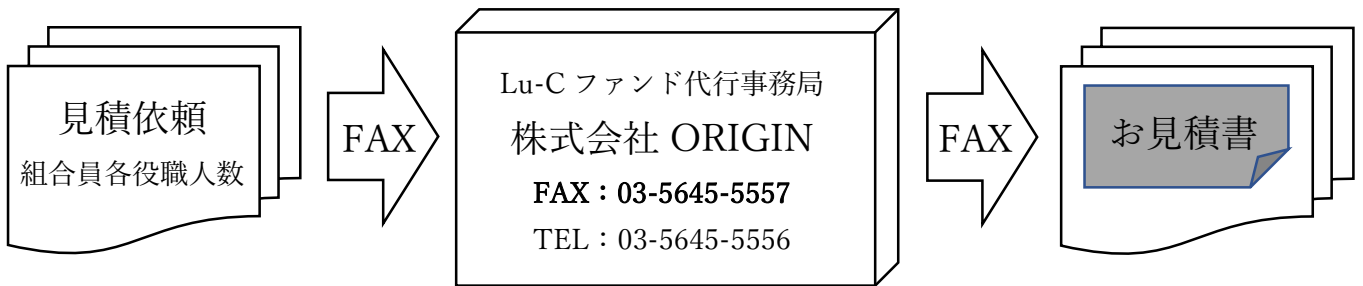 見積依頼
組合員各役職人数
FAX
Lu-C ファンド代行事務局
株式会社 ORIGIN
FAX：03-5645-5557
TEL：03-5645-5556
FAX
お見積書